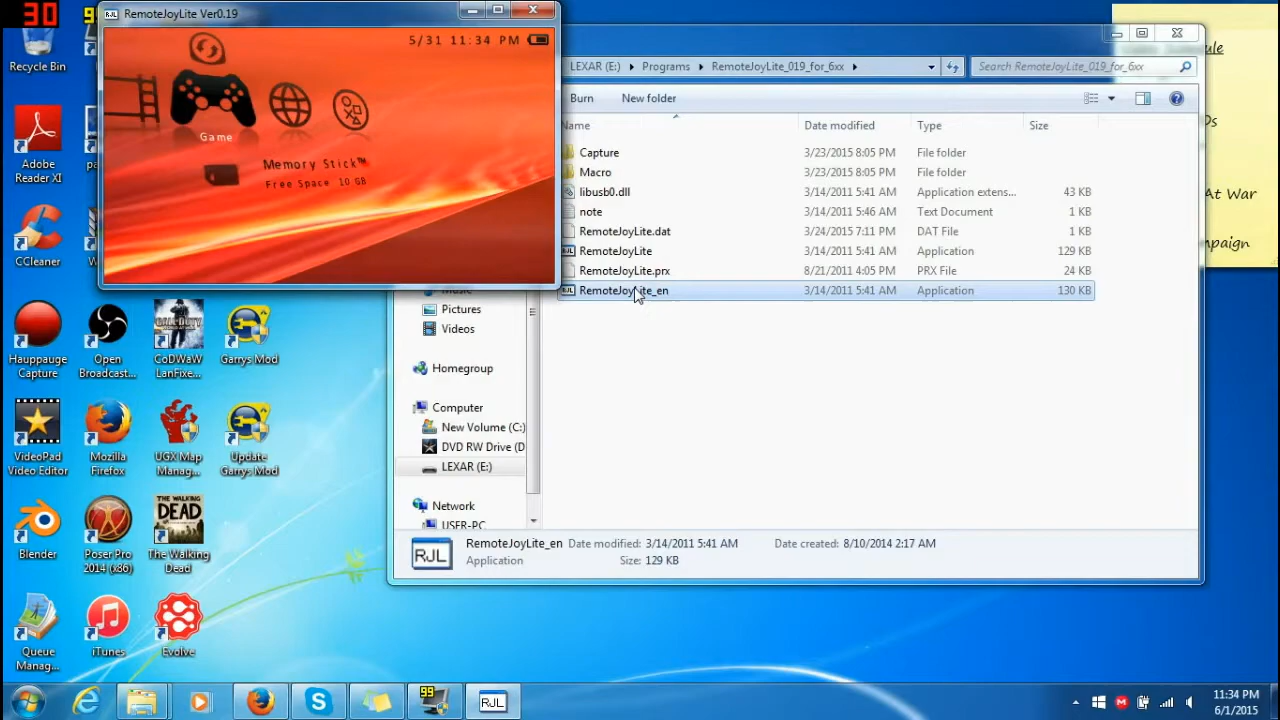 30
RemoteJoyLite Ver0.19
5/31 11:34 PM
Game
Memory Stick™
Free Space 10 GB
LEXAR (E:) Programs RemoteJoyLite_019_for_6xx
Search RemoteJoyLite_019_for_6xx
Burn New folder
Name Date modified Type Size
Capture 3/23/2015 8:05 PM File folder
Macro 3/23/2015 8:05 PM File folder
libusb0.dll 3/14/2011 5:41 AM Application extens... 43 KB
note 3/14/2011 5:46 AM Text Document 1 KB
RemoteJoyLite.dat 3/24/2015 7:11 PM DAT File 1 KB
RemoteJoyLite 3/14/2011 5:41 AM Application 129 KB
RemoteJoyLite.prx 8/21/2011 4:05 PM PRX File 24 KB
RemoteJoyLite_en 3/14/2011 5:41 AM Application 130 KB
Pictures
Videos
Homegroup
Computer
New Volume (C:)
DVD RW Drive (D
LEXAR (E:)
Network
USER-PC
RJL
RemoteJoyLite_en Date modified: 3/14/2011 5:41 AM Date created: 8/10/2014 2:17 AM
Application Size: 129 KB
At War
Recycle Bin
Adobe
Reader XI
CCleaner
Hauppauge
Capture
Open
Broadcast...
CoDWaW
LanFixe...
Garrys Mod
VideoPad
Video Editor
Mozilla
Firefox
UGX Map
Manag...
Update
Garrys Mod
Blender
Poser Pro
2014 (x86)
THE WALKING
DEAD
The Walking
Dead
Queue
Manag...
iTunes
Evolve
99
RJL
11:34 PM
6/1/2015